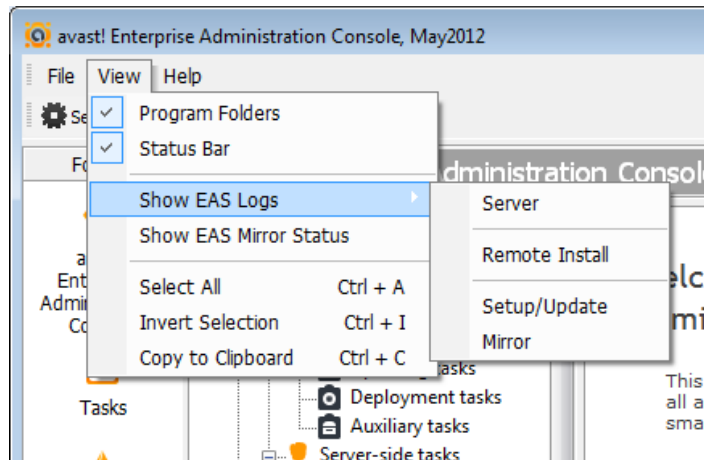 avast! Enterprise Administration Console, May2012
File View Help
Program Folders
Status Bar
Show EAS Logs
Show EAS Mirror Status
Select All Ctrl + A
Invert Selection Ctrl + I
Copy to Clipboard Ctrl + C
Server
Remote Install
Setup/Update
Mirror
dministration Consol
This
all a
sma
Tasks
Deployment tasks
Auxiliary tasks
Server-side tasks